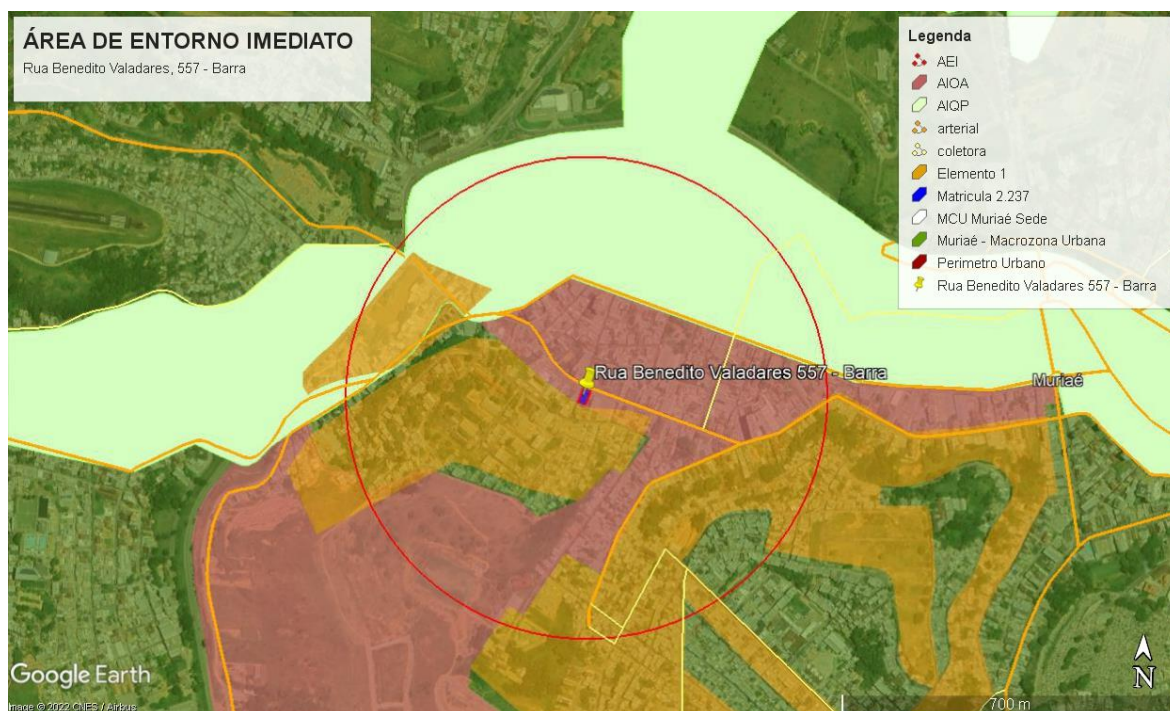 ÁREA DE ENTORNO IMEDIATO
Rua Benedito Valadares, 557 - Barra
Legenda
AEI
AIOA
AIQP
arterial
coletora
Elemento 1
Matricula 2.237
MCU Muriaé Sede
Muriaé - Macrozona Urbana
Perimetro Urbano
Rua Benedito Valadares 557 - Barra
Rua Benedito Valadares 557 - Barra
Muriaé
N
Google Earth
Image © 2022 CNES / Airbus
700 m